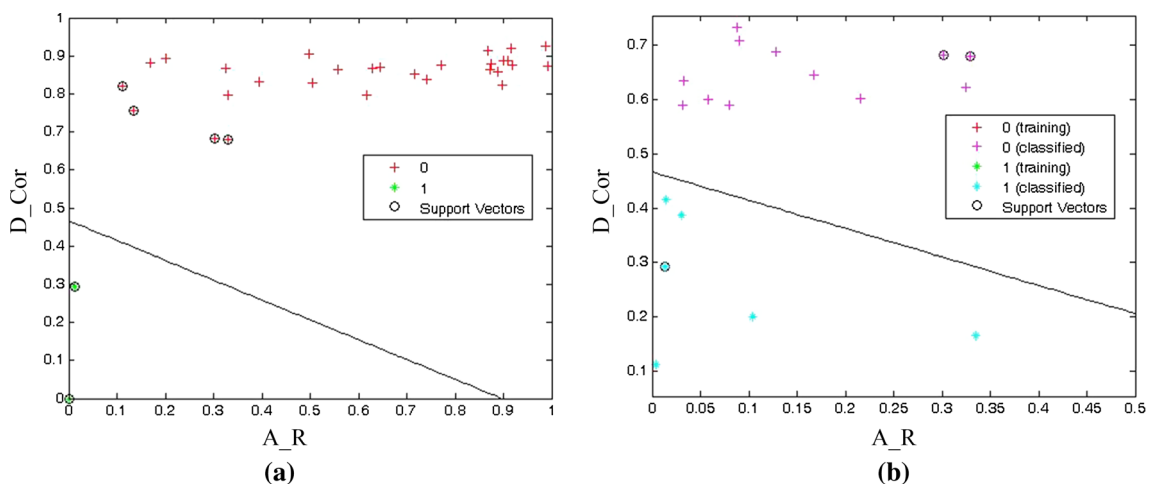 1
0.9
0.8
0.7
0.6
0.5
0.4
0.3
0.2
0.1
0
D_Cor
0 0.1 0.2 0.3 0.4 0.5 0.6 0.7 0.8 0.9 1
A_R
0
1
Support Vectors
(a)
0.7
0.6
0.5
0.4
0.3
0.2
0.1
D_Cor
0 0.05 0.1 0.15 0.2 0.25 0.3 0.35 0.4 0.45 0.5
A_R
0 (training)
0 (classified)
1 (training)
1 (classified)
Support Vectors
(b)